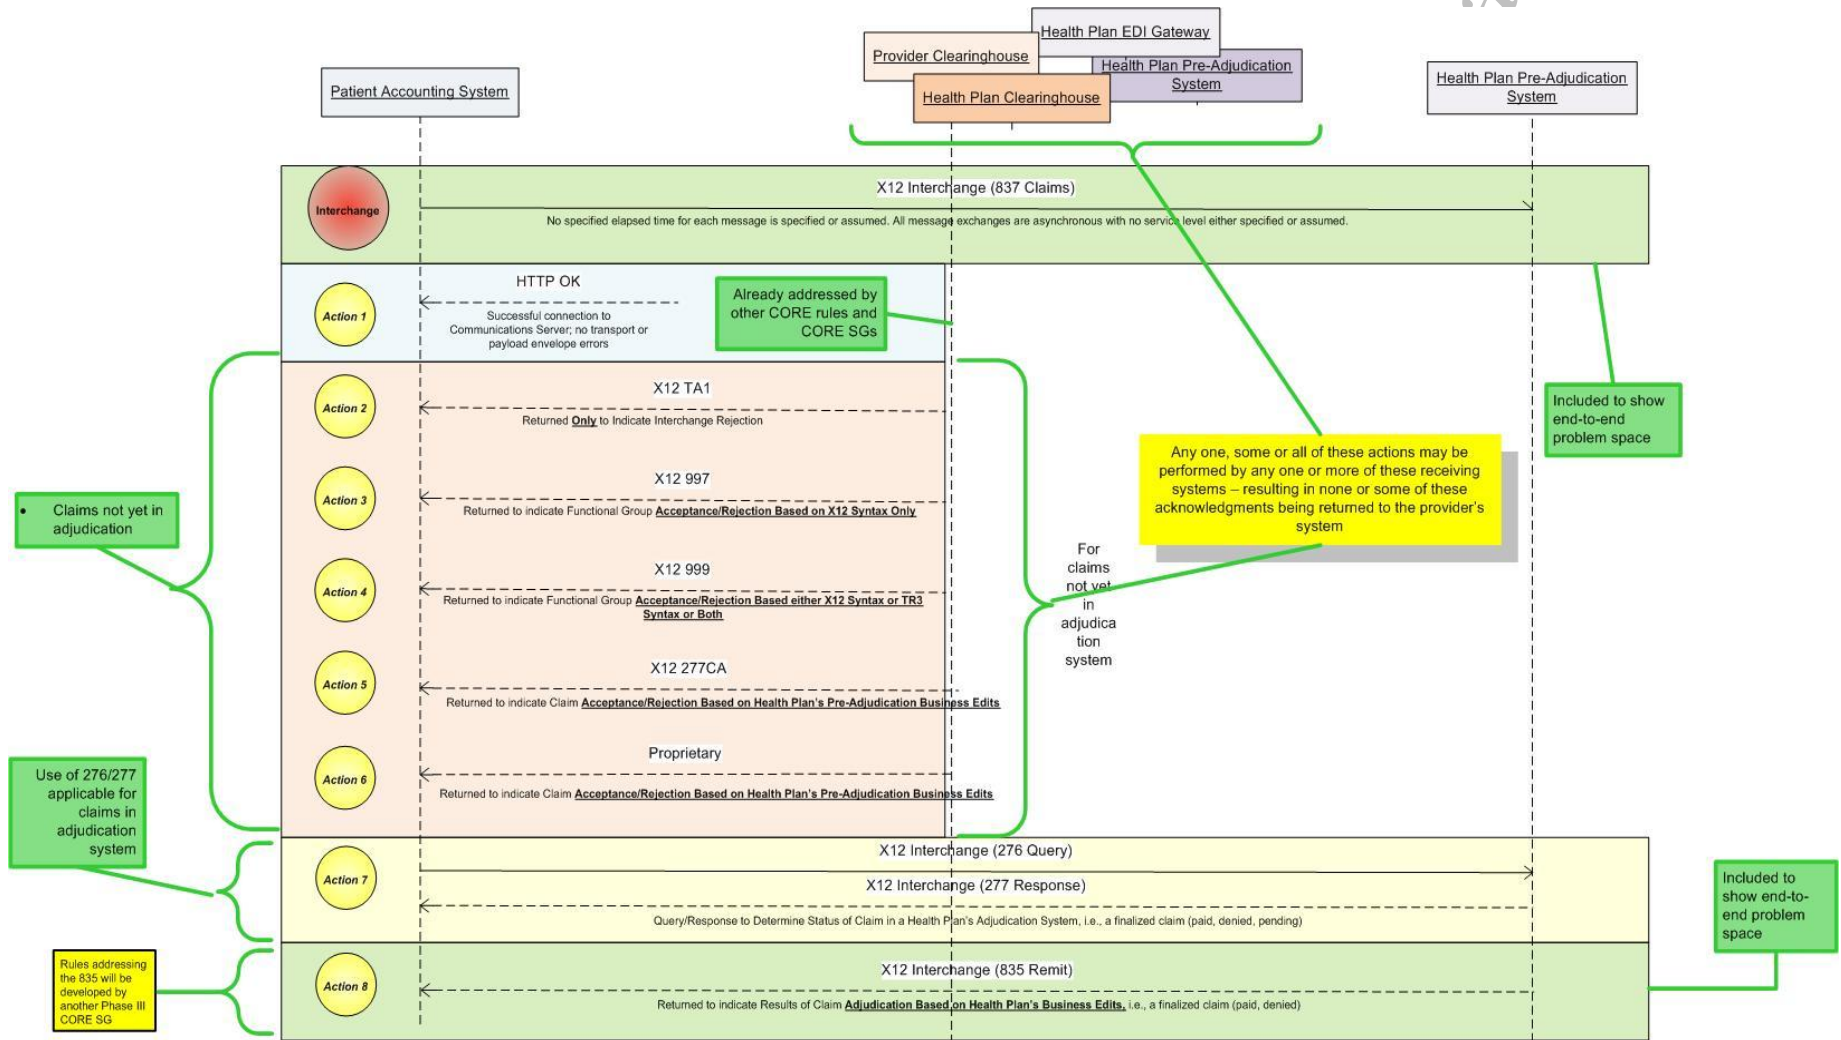 Health Plan EDI Gateway
Provider Clearinghouse
Health Plan Pre-Adjudication
System
Health Plan Clearinghouse
Patient Accounting System
Health Plan Pre-Adjudication
System
Interchange
X12 Interchange (837 Claims)
No specified elapsed time for each message is specified or assumed. All message exchanges are asynchronous with no service level either specified or assumed.
Action 1
HTTP OK
Successful connection to
Communications Server; no transport or
payload envelope errors
Already addressed by
other CORE rules and
CORE SGs
Included to show
end-to-end
problem space
Action 2
X12 TA1
Returned Only to Indicate Interchange Rejection
Any one, some or all of these actions may be
performed by any one or more of these receiving
systems – resulting in none or some of these
acknowledgments being returned to the provider's
system
Action 3
X12 997
Returned to indicate Functional Group Acceptance/Rejection Based on X12 Syntax Only
• Claims not yet in
adjudication
For
claims
not yet
in
adjudica
tion
system
Action 4
X12 999
Returned to indicate Functional Group Acceptance/Rejection Based either X12 Syntax or TR3
Syntax or Both
Action 5
X12 277CA
Returned to indicate Claim Acceptance/Rejection Based on Health Plan's Pre-Adjudication Business Edits
Action 6
Proprietary
Returned to indicate Claim Acceptance/Rejection Based on Health Plan's Pre-Adjudication Business Edits
Use of 276/277
applicable for
claims in
adjudication
system
Action 7
X12 Interchange (276 Query)
X12 Interchange (277 Response)
Query/Response to Determine Status of Claim in a Health Plan's Adjudication System, i.e., a finalized claim (paid, denied, pending)
Included to
show end-to-
end problem
space
Rules addressing
the 835 will be
developed by
another Phase III
CORE SG
Action 8
X12 Interchange (835 Remit)
Returned to indicate Results of Claim Adjudication Based on Health Plan's Business Edits, i.e., a finalized claim (paid, denied)